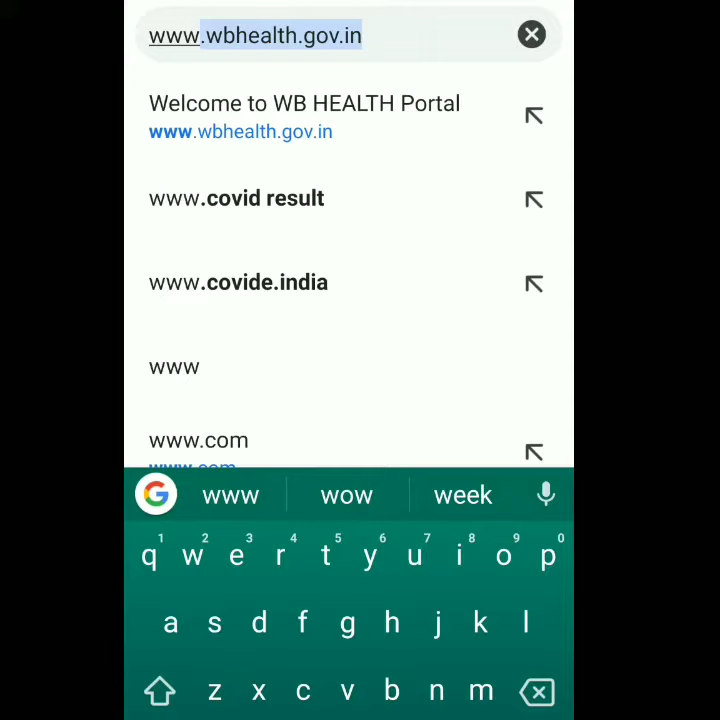 www.wbhealth.gov.in
Welcome to WB HEALTH Portal
www.wbhealth.gov.in
www.covid result
www.covide.india
www
www.com
www.com
www wow week
1 2 3 4 5 6 7 8 9 0
q w e r t y u i o p
a s d f g h j k l
z x c v b n m